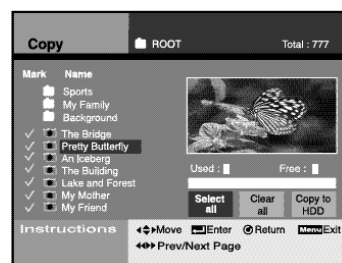 Copy
ROOT
Total : 777
Mark Name
Sports
My Family
Background
The Bridge
Pretty Butterfly
An Iceberg
The Building
Lake and Forest
My Mother
My Friend
Used :
Free :
Select all
Clear all
Copy to HDD
Instructions
Move Enter Return Menu Exit
Prev/Next Page